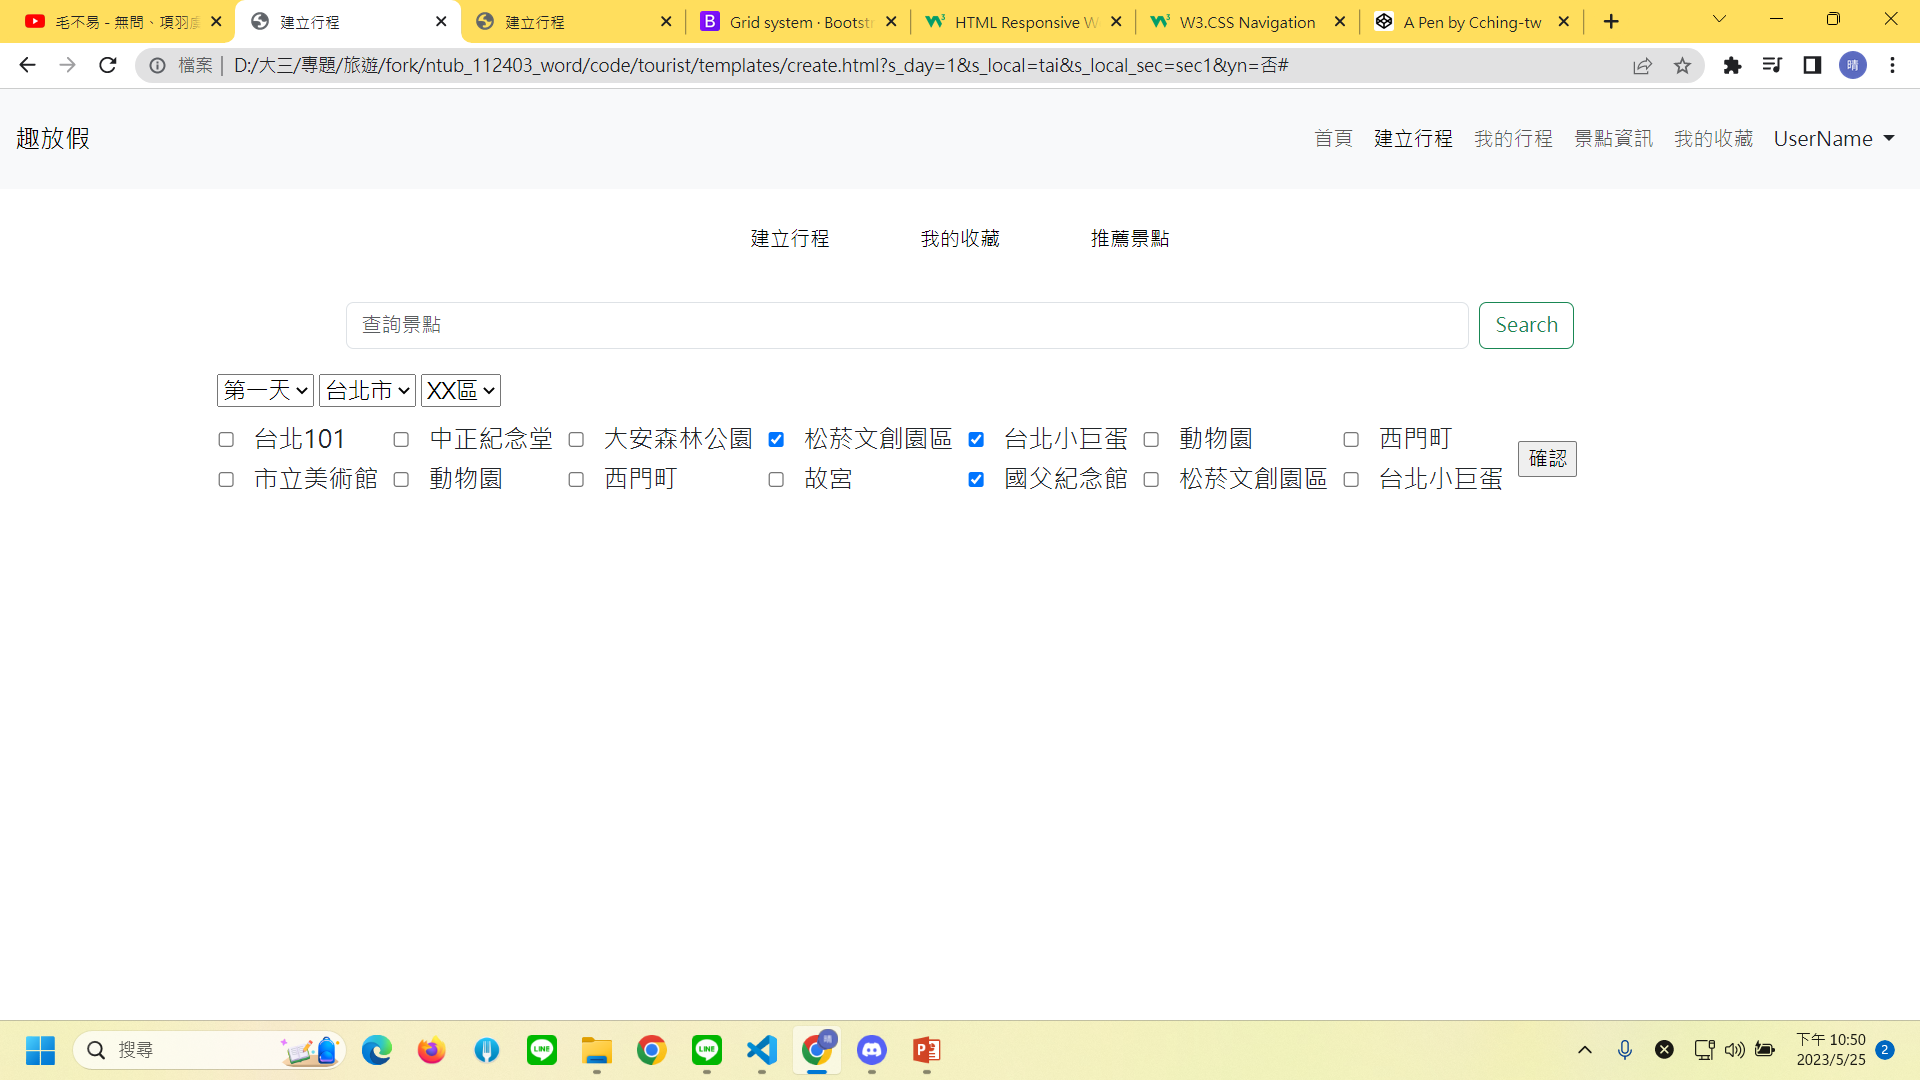 毛不易 - 無問、項羽虞
建立行程
建立行程
Grid system · Bootstr
HTML Responsive W
W3.CSS Navigation
A Pen by Cching-tw
檔案 | D:/大三/專題/旅遊/fork/ntub_112403_word/code/tourist/templates/create.html?s_day=1&s_local=tai&s_local_sec=sec1&yn=否#
晴
趣放假
首頁 建立行程 我的行程 景點資訊 我的收藏 UserName
建立行程 我的收藏 推薦景點
查詢景點 Search
第一天 台北市 XX區
台北101 中正紀念堂 大安森林公園 松菸文創園區 台北小巨蛋 動物園 西門町
市立美術館 動物園 西門町 故宮 國父紀念館 松菸文創園區 台北小巨蛋
確認
搜尋
下午 10:50
2023/5/25
2